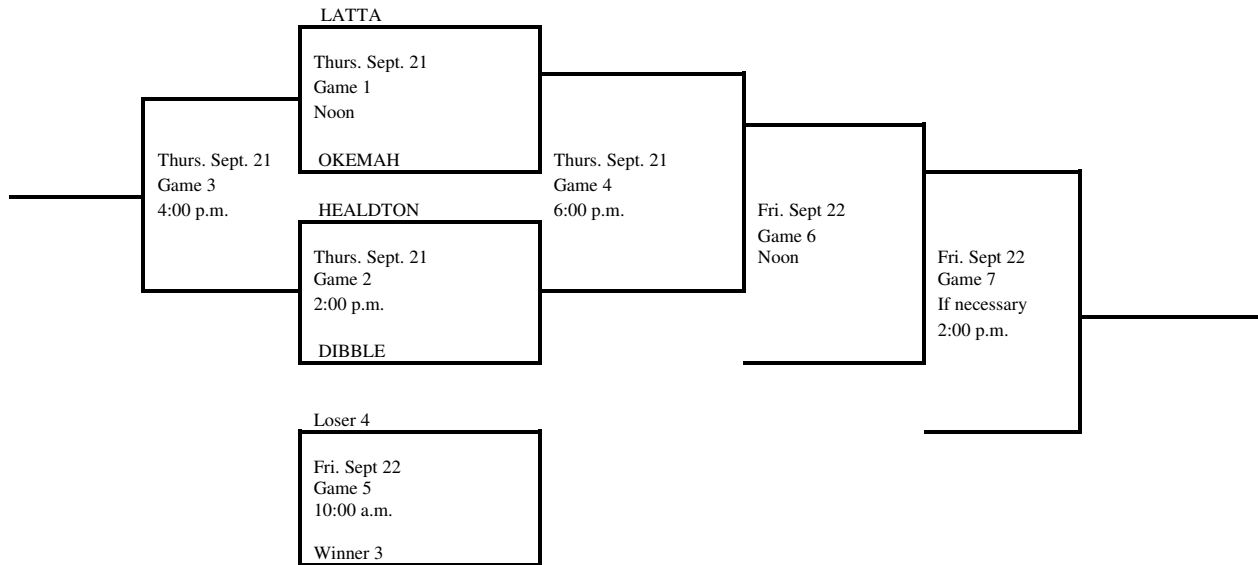 LATTA
Thurs. Sept. 21
Game 1
Noon
OKEMAH
Thurs. Sept. 21
Game 3
4:00 p.m.
Thurs. Sept. 21
Game 4
6:00 p.m.
HEALDTON
Thurs. Sept. 21
Game 2
2:00 p.m.
DIBBLE
Fri. Sept 22
Game 6
Noon
Fri. Sept 22
Game 7
If necessary
2:00 p.m.
Loser 4
Fri. Sept 22
Game 5
10:00 a.m.
Winner 3